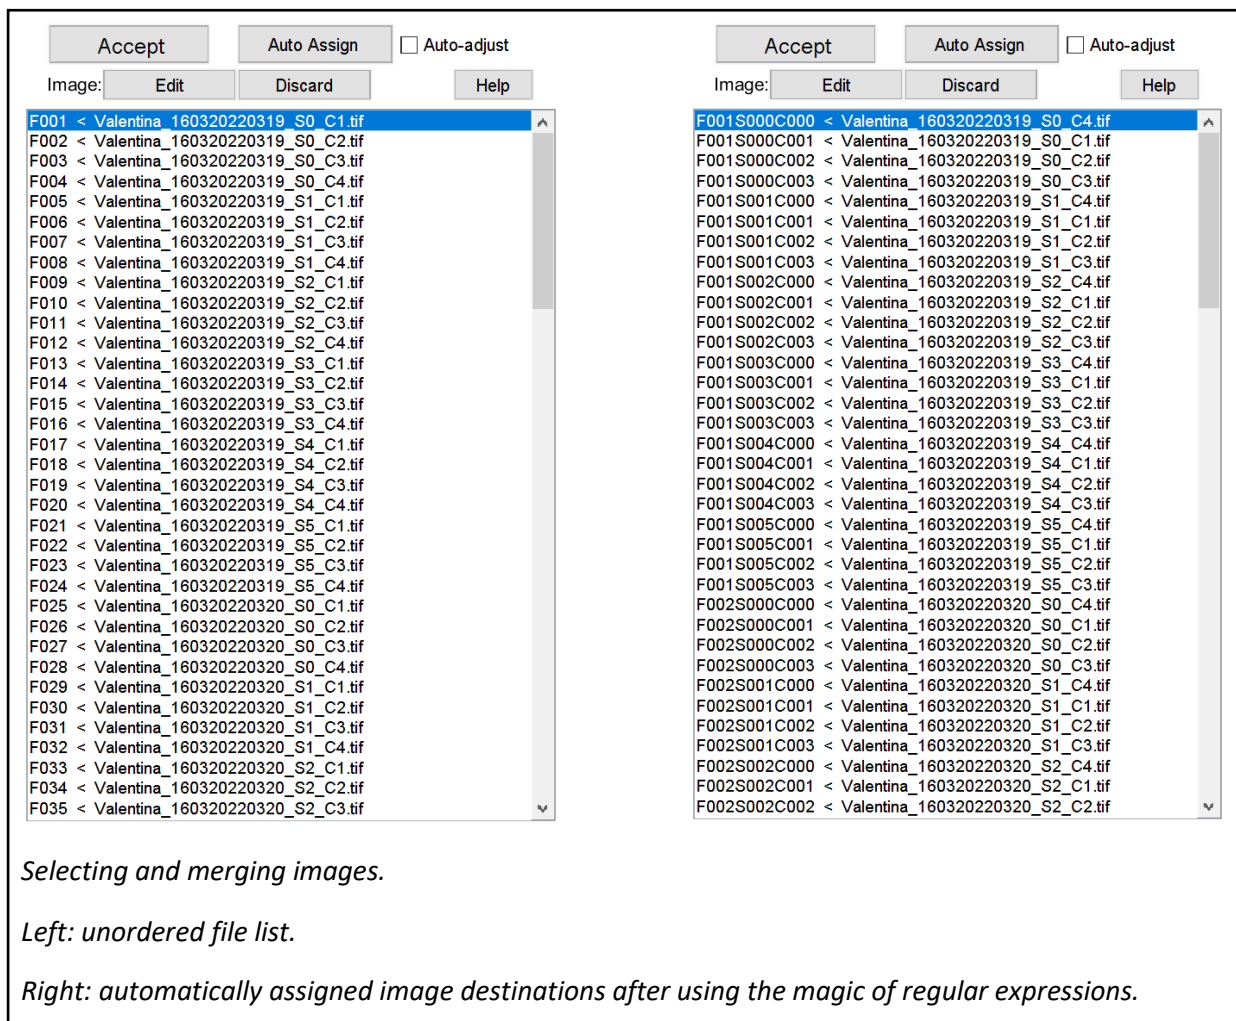 Accept Auto Assign Auto-adjust
Image: Edit Discard Help
F001 < Valentina_160320220319_S0_C1.tif
F002 < Valentina_160320220319_S0_C2.tif
F003 < Valentina_160320220319_S0_C3.tif
F004 < Valentina_160320220319_S0_C4.tif
F005 < Valentina_160320220319_S1_C1.tif
F006 < Valentina_160320220319_S1_C2.tif
F007 < Valentina_160320220319_S1_C3.tif
F008 < Valentina_160320220319_S1_C4.tif
F009 < Valentina_160320220319_S2_C1.tif
F010 < Valentina_160320220319_S2_C2.tif
F011 < Valentina_160320220319_S2_C3.tif
F012 < Valentina_160320220319_S2_C4.tif
F013 < Valentina_160320220319_S3_C1.tif
F014 < Valentina_160320220319_S3_C2.tif
F015 < Valentina_160320220319_S3_C3.tif
F016 < Valentina_160320220319_S3_C4.tif
F017 < Valentina_160320220319_S4_C1.tif
F018 < Valentina_160320220319_S4_C2.tif
F019 < Valentina_160320220319_S4_C3.tif
F020 < Valentina_160320220319_S4_C4.tif
F021 < Valentina_160320220319_S5_C1.tif
F022 < Valentina_160320220319_S5_C2.tif
F023 < Valentina_160320220319_S5_C3.tif
F024 < Valentina_160320220319_S5_C4.tif
F025 < Valentina_160320220320_S0_C1.tif
F026 < Valentina_160320220320_S0_C2.tif
F027 < Valentina_160320220320_S0_C3.tif
F028 < Valentina_160320220320_S0_C4.tif
F029 < Valentina_160320220320_S1_C1.tif
F030 < Valentina_160320220320_S1_C2.tif
F031 < Valentina_160320220320_S1_C3.tif
F032 < Valentina_160320220320_S1_C4.tif
F033 < Valentina_160320220320_S2_C1.tif
F034 < Valentina_160320220320_S2_C2.tif
F035 < Valentina_160320220320_S2_C3.tif
Accept Auto Assign Auto-adjust
Image: Edit Discard Help
F001S000C000 < Valentina_160320220319_S0_C4.tif
F001S000C001 < Valentina_160320220319_S0_C1.tif
F001S000C002 < Valentina_160320220319_S0_C2.tif
F001S000C003 < Valentina_160320220319_S0_C3.tif
F001S001C000 < Valentina_160320220319_S1_C4.tif
F001S001C001 < Valentina_160320220319_S1_C1.tif
F001S001C002 < Valentina_160320220319_S1_C2.tif
F001S001C003 < Valentina_160320220319_S1_C3.tif
F001S002C000 < Valentina_160320220319_S2_C4.tif
F001S002C001 < Valentina_160320220319_S2_C1.tif
F001S002C002 < Valentina_160320220319_S2_C2.tif
F001S002C003 < Valentina_160320220319_S2_C3.tif
F001S003C000 < Valentina_160320220319_S3_C4.tif
F001S003C001 < Valentina_160320220319_S3_C1.tif
F001S003C002 < Valentina_160320220319_S3_C2.tif
F001S003C003 < Valentina_160320220319_S3_C3.tif
F001S004C000 < Valentina_160320220319_S4_C4.tif
F001S004C001 < Valentina_160320220319_S4_C1.tif
F001S004C002 < Valentina_160320220319_S4_C2.tif
F001S004C003 < Valentina_160320220319_S4_C3.tif
F001S005C000 < Valentina_160320220319_S5_C4.tif
F001S005C001 < Valentina_160320220319_S5_C1.tif
F001S005C002 < Valentina_160320220319_S5_C2.tif
F001S005C003 < Valentina_160320220319_S5_C3.tif
F002S000C000 < Valentina_160320220320_S0_C4.tif
F002S000C001 < Valentina_160320220320_S0_C1.tif
F002S000C002 < Valentina_160320220320_S0_C2.tif
F002S000C003 < Valentina_160320220320_S0_C3.tif
F002S001C000 < Valentina_160320220320_S1_C4.tif
F002S001C001 < Valentina_160320220320_S1_C1.tif
F002S001C002 < Valentina_160320220320_S1_C2.tif
F002S001C003 < Valentina_160320220320_S1_C3.tif
F002S002C000 < Valentina_160320220320_S2_C4.tif
F002S002C001 < Valentina_160320220320_S2_C1.tif
F002S002C002 < Valentina_160320220320_S2_C2.tif
Selecting and merging images.
Left: unordered file list.
Right: automatically assigned image destinations after using the magic of regular expressions.